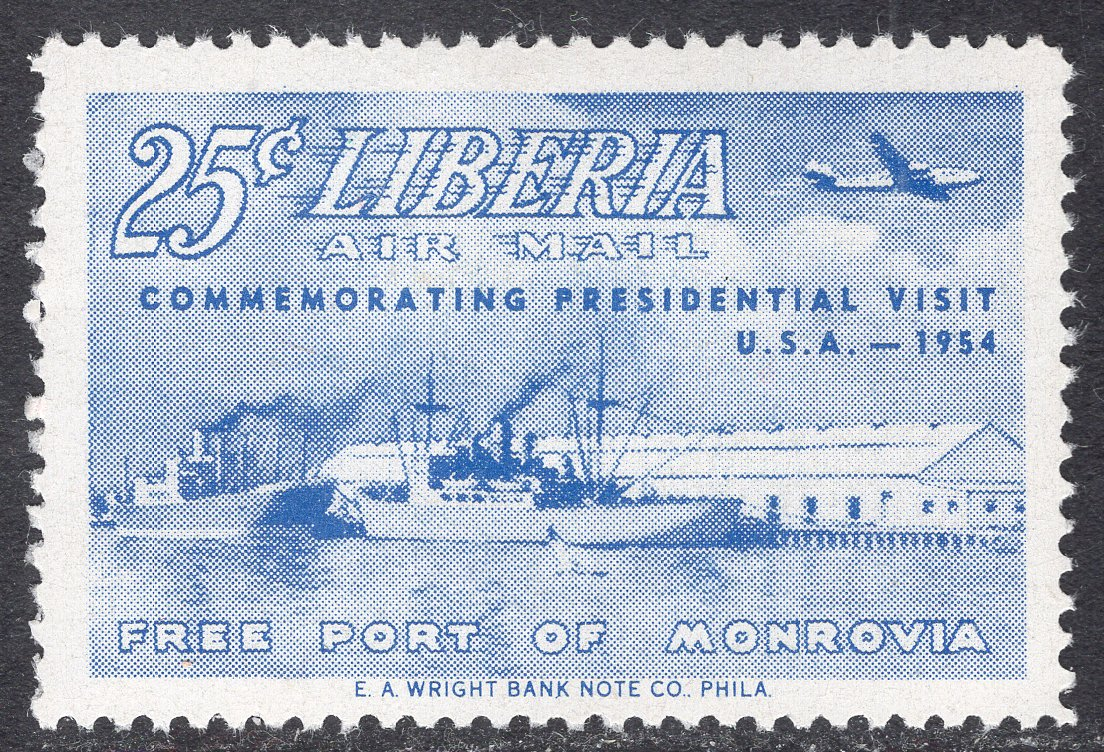 25¢ LIBERIA
AIR MAIL
COMMEMORATING PRESIDENTIAL VISIT
U.S.A. — 1954
FREE PORT OF MONROVIA
E. A. WRIGHT BANK NOTE CO., PHILA.